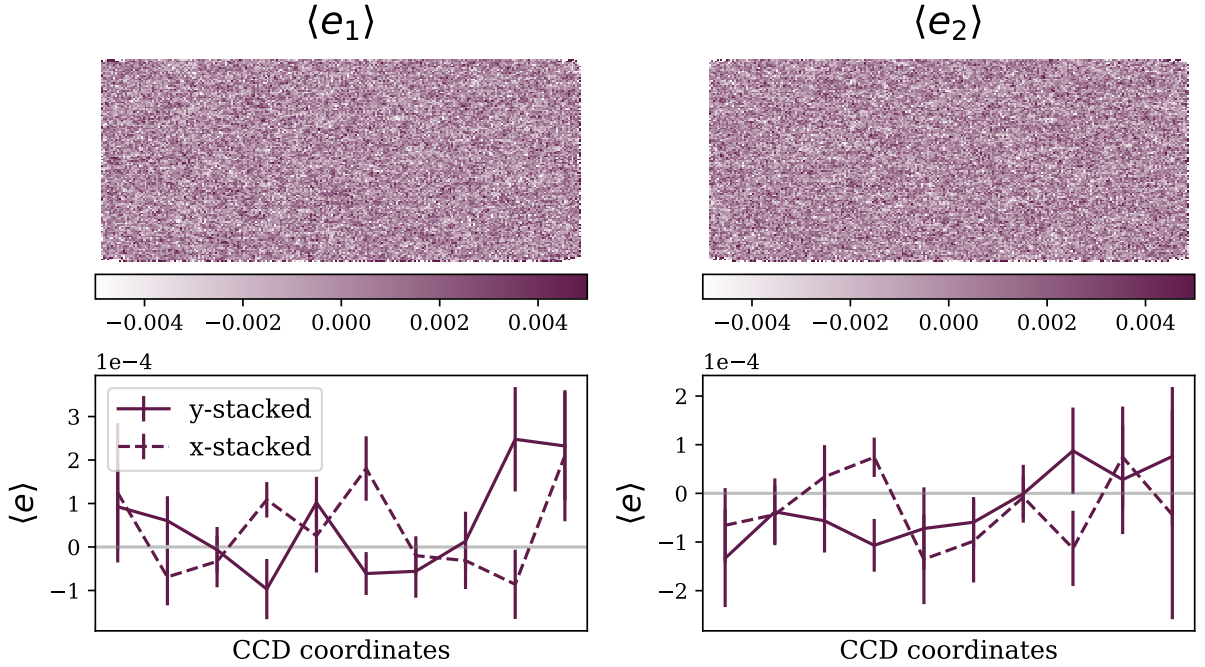 ⟨e₁⟩ ⟨e₂⟩
−0.004 −0.002 0.000 0.002 0.004
−0.004 −0.002 0.000 0.002 0.004
1e−4
3
2
1
0
−1
⟨e⟩
y-stacked
x-stacked
CCD coordinates
1e−4
2
1
0
−1
−2
⟨e⟩
CCD coordinates